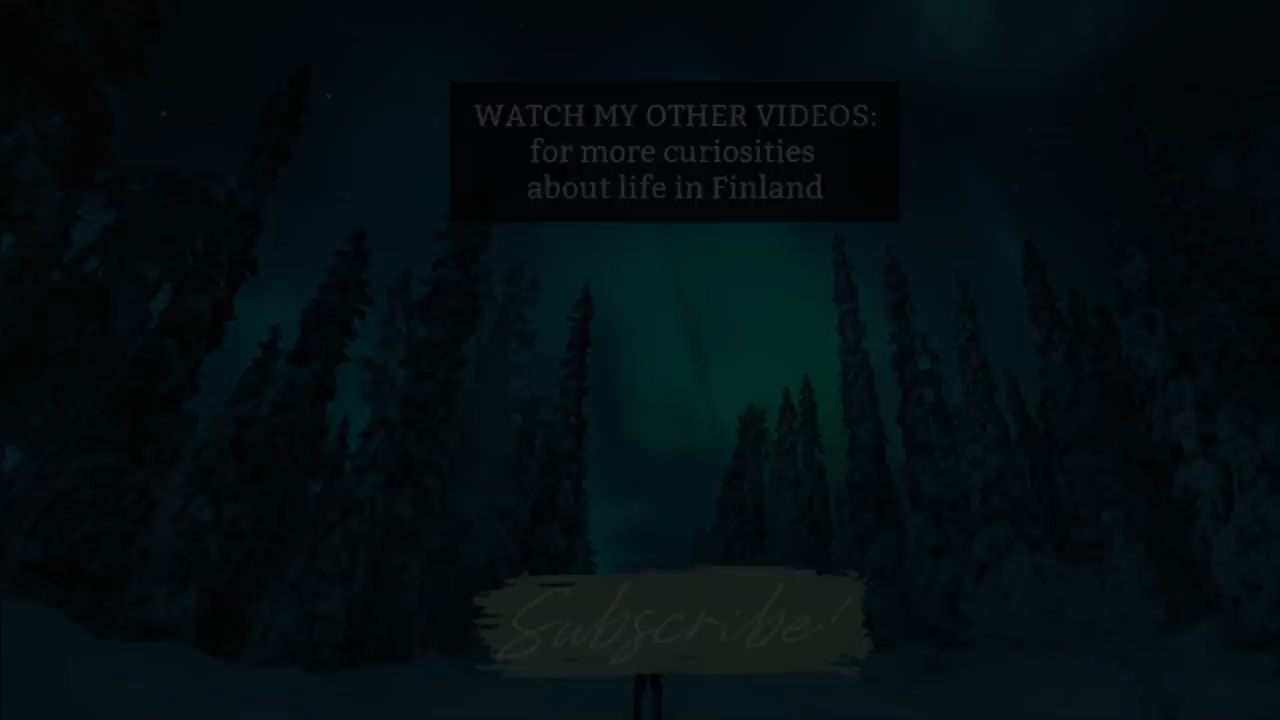 WATCH MY OTHER VIDEOS:
for more curiosities
about life in Finland
Subscribe!